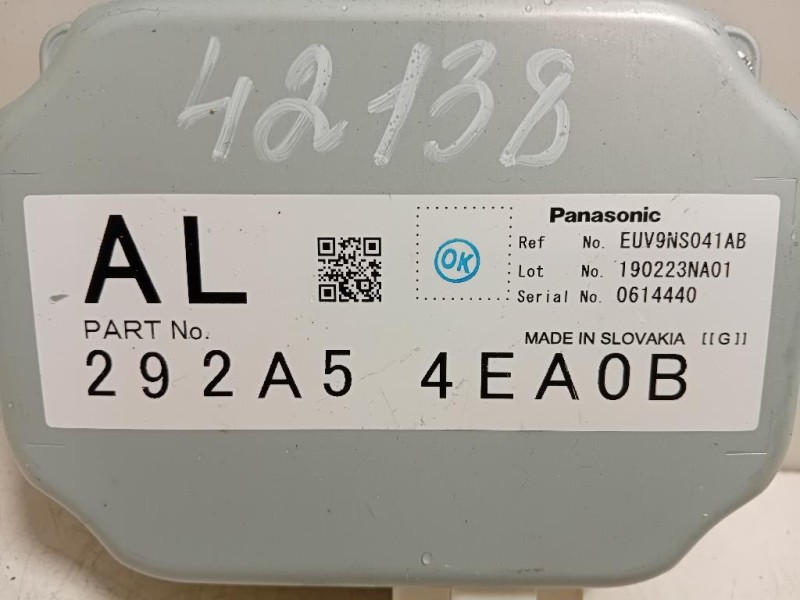 42138
AL
OK
Panasonic
Ref No. EUV9NS041AB
Lot No. 190223NA01
Serial No. 0614440
PART No.
MADE IN SLOVAKIA [[G]]
292A5 4EA0B